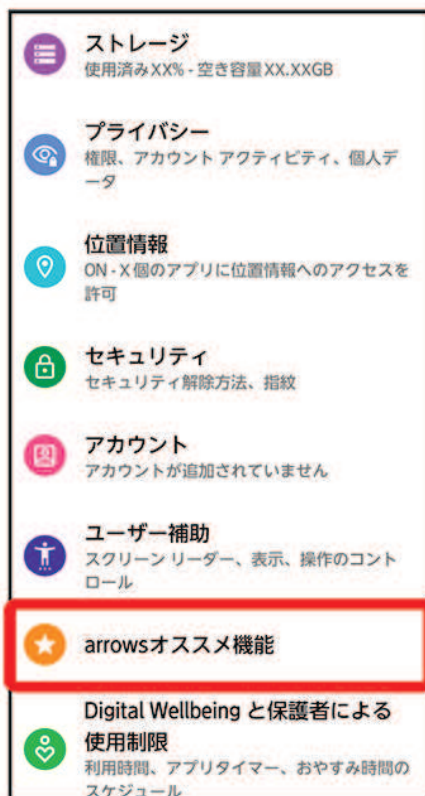 ストレージ
使用済みXX% - 空き容量XX.XXGB
プライバシー
権限、アカウント アクティビティ、個人デ
ータ
位置情報
ON - X 個のアプリに位置情報へのアクセスを
許可
セキュリティ
セキュリティ解除方法、指紋
アカウント
アカウントが追加されていません
ユーザー補助
スクリーン リーダー、表示、操作のコント
ロール
arrowsオススメ機能
Digital Wellbeing と保護者による
使用制限
利用時間、アプリタイマー、おやすみ時間の
スケジュール